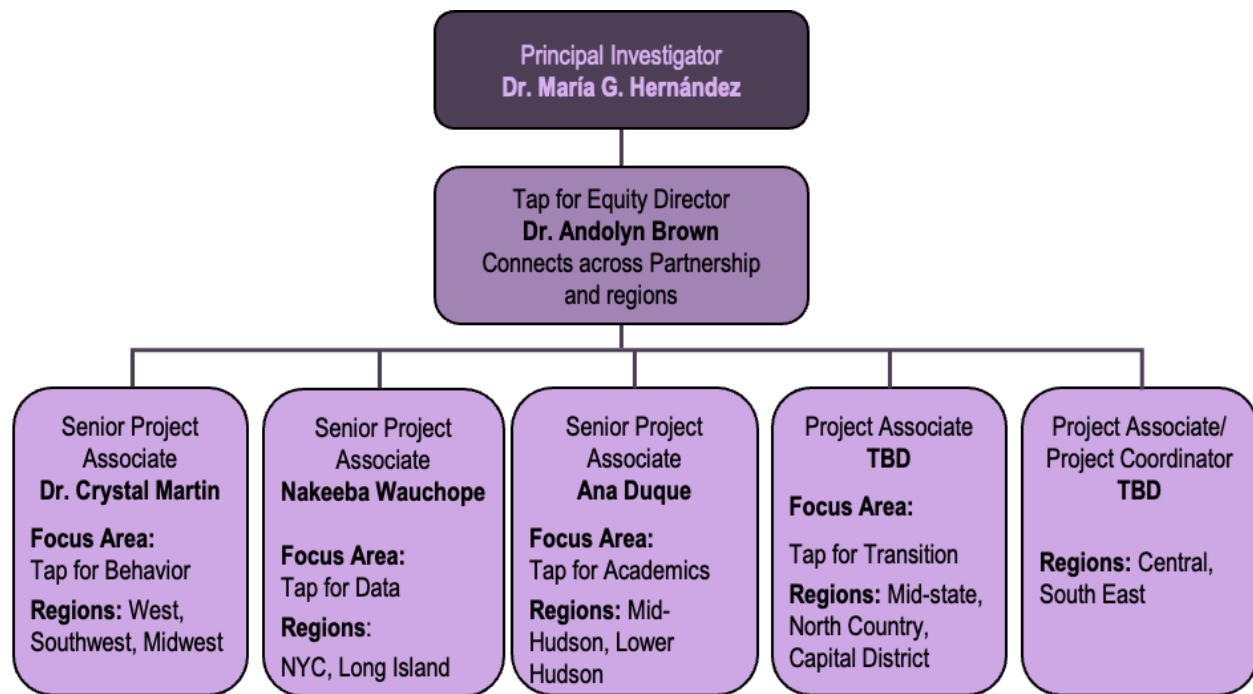 Principal Investigator
Dr. María G. Hernández
Tap for Equity Director
Dr. Andolyn Brown
Connects across Partnership
and regions
Senior Project
Associate
Dr. Crystal Martin
Focus Area:
Tap for Behavior
Regions: West,
Southwest, Midwest
Senior Project
Associate
Nakeeba Wauchope
Focus Area:
Tap for Data
Regions:
NYC, Long Island
Senior Project
Associate
Ana Duque
Focus Area:
Tap for Academics
Regions: Mid-
Hudson, Lower
Hudson
Project Associate
TBD
Focus Area:
Tap for Transition
Regions: Mid-state,
North Country,
Capital District
Project Associate/
Project Coordinator
TBD
Regions: Central,
South East